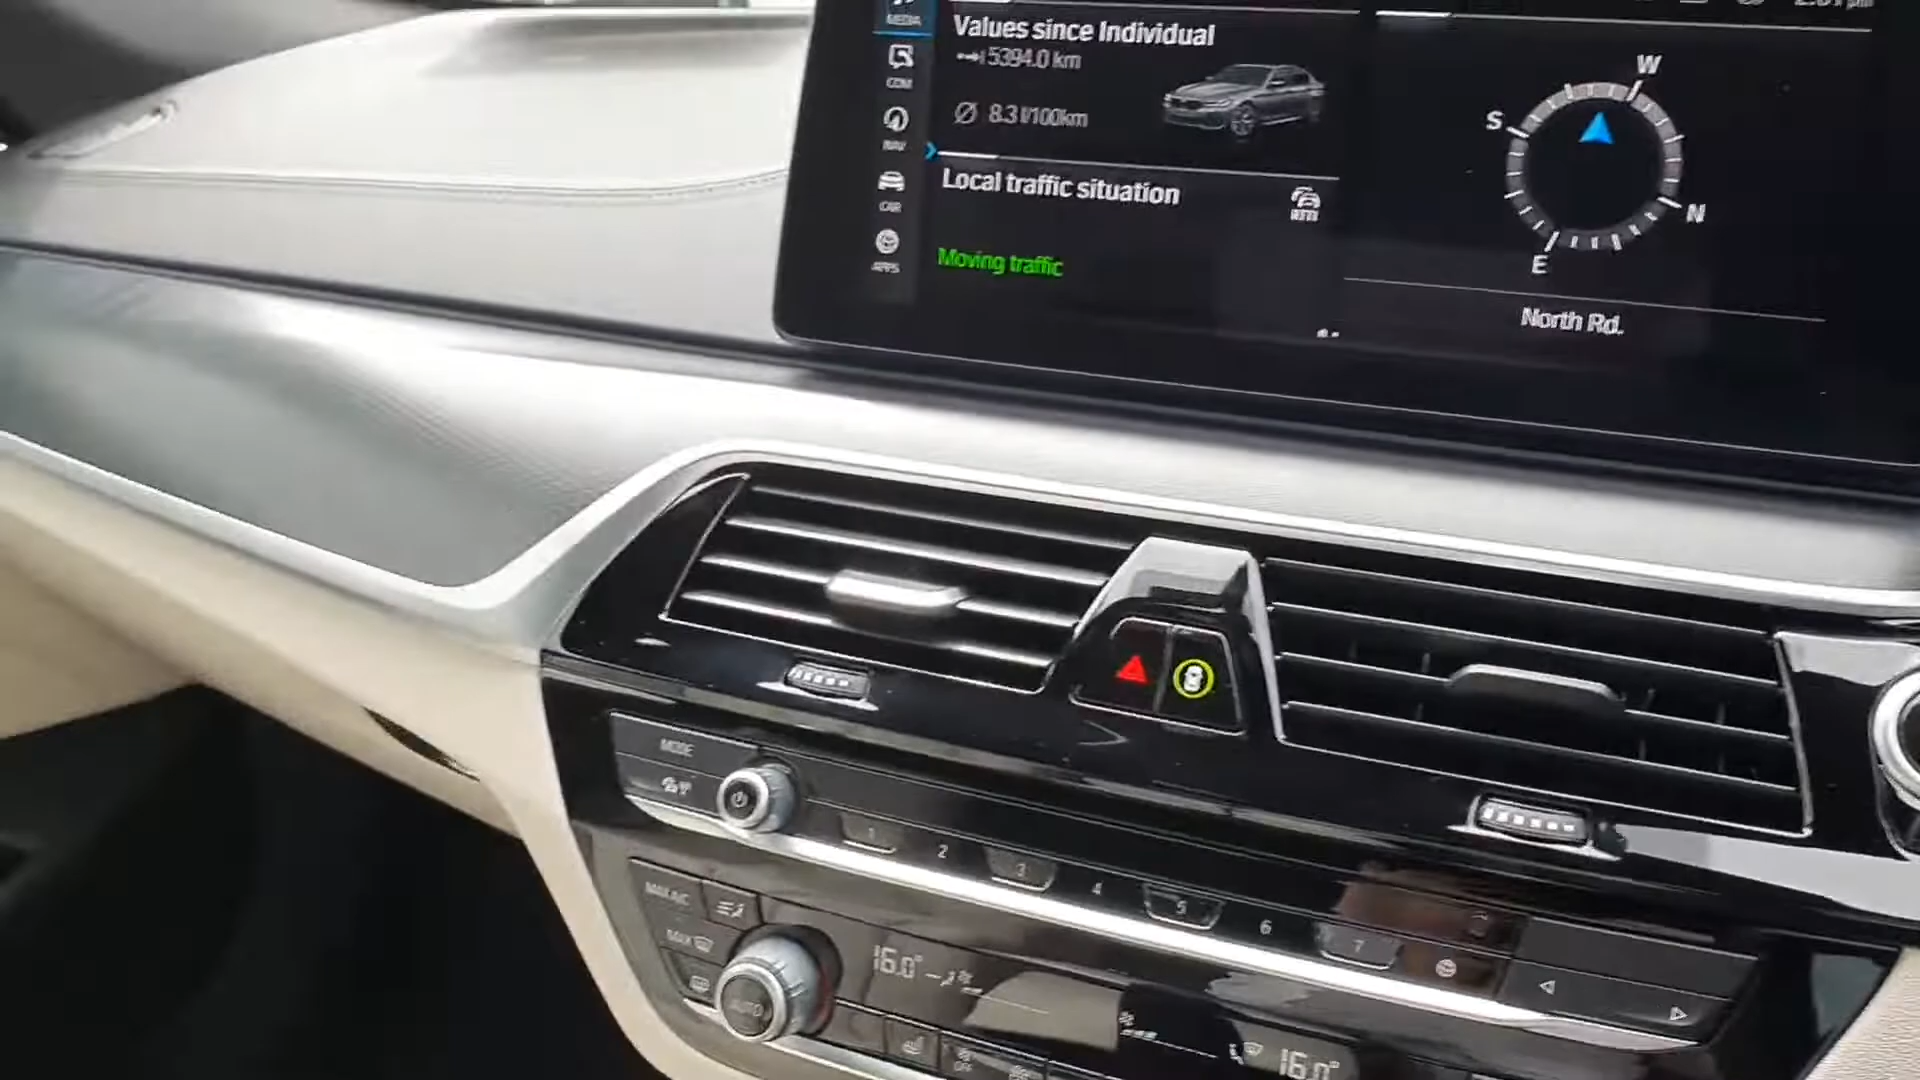 MEDIA
Values since Individual
5394.0 km
Ø 8.3 l/100km
COM
NAV
Local traffic situation
CAR
Moving traffic
APPS
W
S
N
E
North Rd.
MODE
1 2 3 4 5 6 7
MAX A/C
MAX
AUTO
16.0°
16.0°
OFF